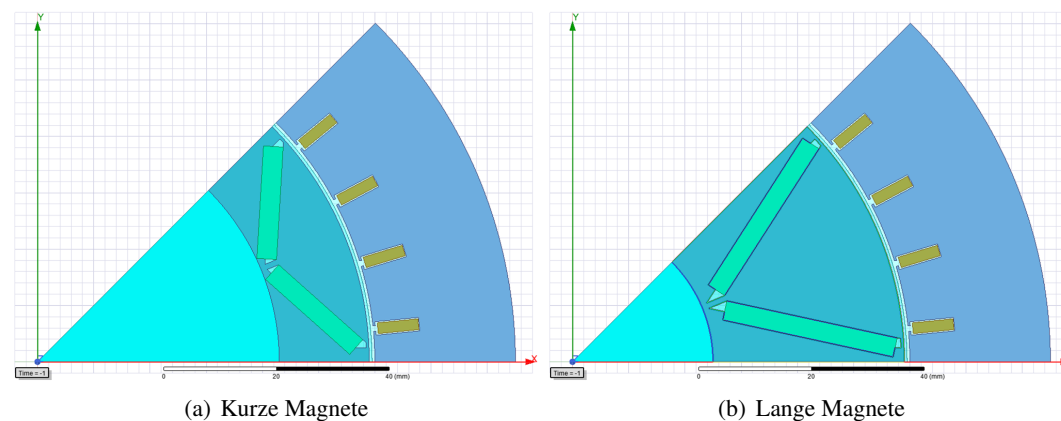 Y
X
Time = -1
0
20
40 (mm)
(a) Kurze Magnete
Y
Time = -1
0
20
40 (mm)
(b) Lange Magnete